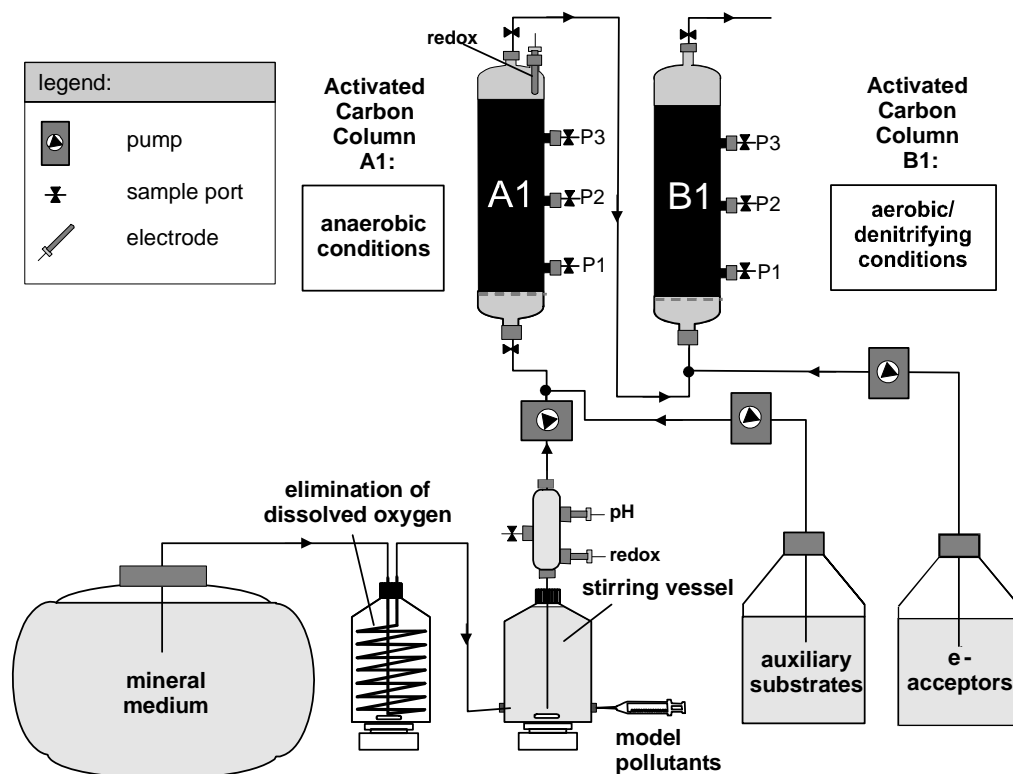 legend:
pump
sample port
electrode
Activated
Carbon
Column
A1:
anaerobic
conditions
redox
A1
P3
P2
P1
B1
P3
P2
P1
Activated
Carbon
Column
B1:
aerobic/
denitrifying
conditions
elimination of
dissolved oxygen
pH
redox
stirring vessel
mineral
medium
model
pollutants
auxiliary
substrates
e-
acceptors